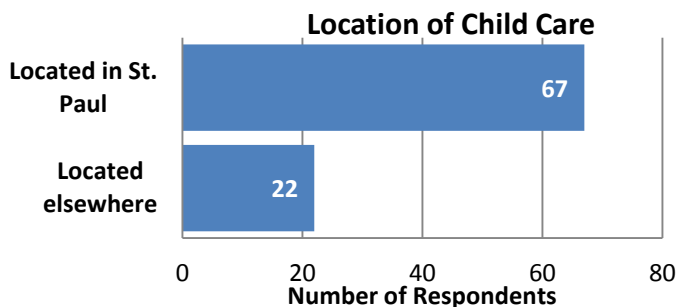 Location of Child Care
Located in St.
Paul
67
Located
elsewhere
22
0 20 40 60 80
Number of Respondents